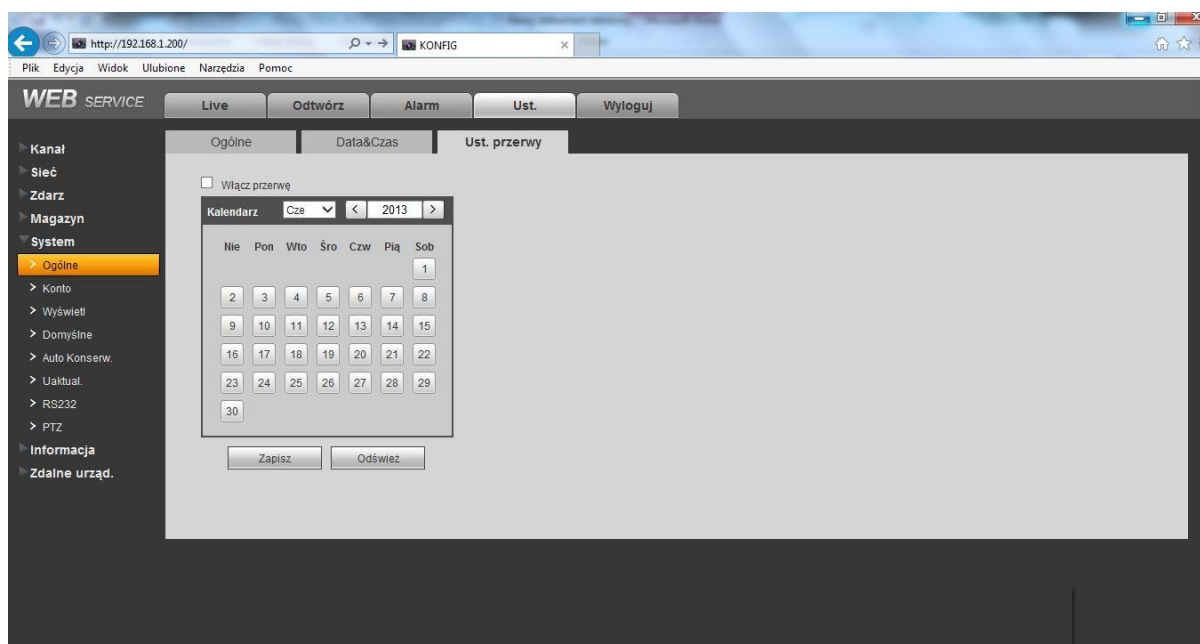 http://192.168.1.200/
KONFIG
Plik Edycja Widok Ulubione Narzędzia Pomoc
WEB SERVICE
Live Odtwórz Alarm Ust. Wyloguj
Ogólne Data&Czas Ust. przerwy
Kanał
Sieć
Zdarz
Magazyn
System
Ogólne
Konto
Wyświetl
Domyślne
Auto Konserw.
Uaktual.
RS232
PTZ
Informacja
Zdalne urząd.
Włącz przerwę
Kalendarz Cze < 2013 >
Nie Pon Wto Śro Czw Pią Sob
1
2 3 4 5 6 7 8
9 10 11 12 13 14 15
16 17 18 19 20 21 22
23 24 25 26 27 28 29
30
Zapisz Odśwież